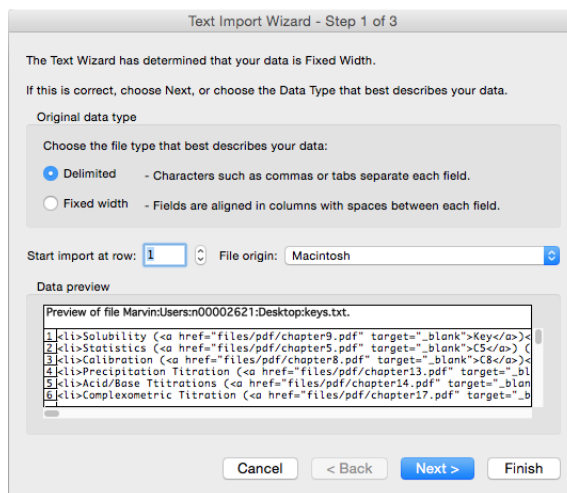 Text Import Wizard - Step 1 of 3
The Text Wizard has determined that your data is Fixed Width.
If this is correct, choose Next, or choose the Data Type that best describes your data.
Original data type
Choose the file type that best describes your data:
Delimited - Characters such as commas or tabs separate each field.
Fixed width - Fields are aligned in columns with spaces between each field.
Start import at row: 1 File origin: Macintosh
Data preview
Preview of file Marvin:Users:n00002621:Desktop:keys.txt.
1 <li>Solubility (<a href="files/pdf/chapter9.pdf" target="_blank">Key</a>)<
2 <li>Statistics (<a href="files/pdf/chapter5.pdf" target="_blank">C5</a>) (
3 <li>Calibration (<a href="files/pdf/chapter8.pdf" target="_blank">C8</a>)<
4 <li>Precipitation Titration (<a href="files/pdf/chapter13.pdf" target="_bl
5 <li>Acid/Base Ttitrations (<a href="files/pdf/chapter14.pdf" target="_blan
6 <li>Complexometric Titration (<a href="files/pdf/chapter17.pdf" target="_b
Cancel < Back Next > Finish